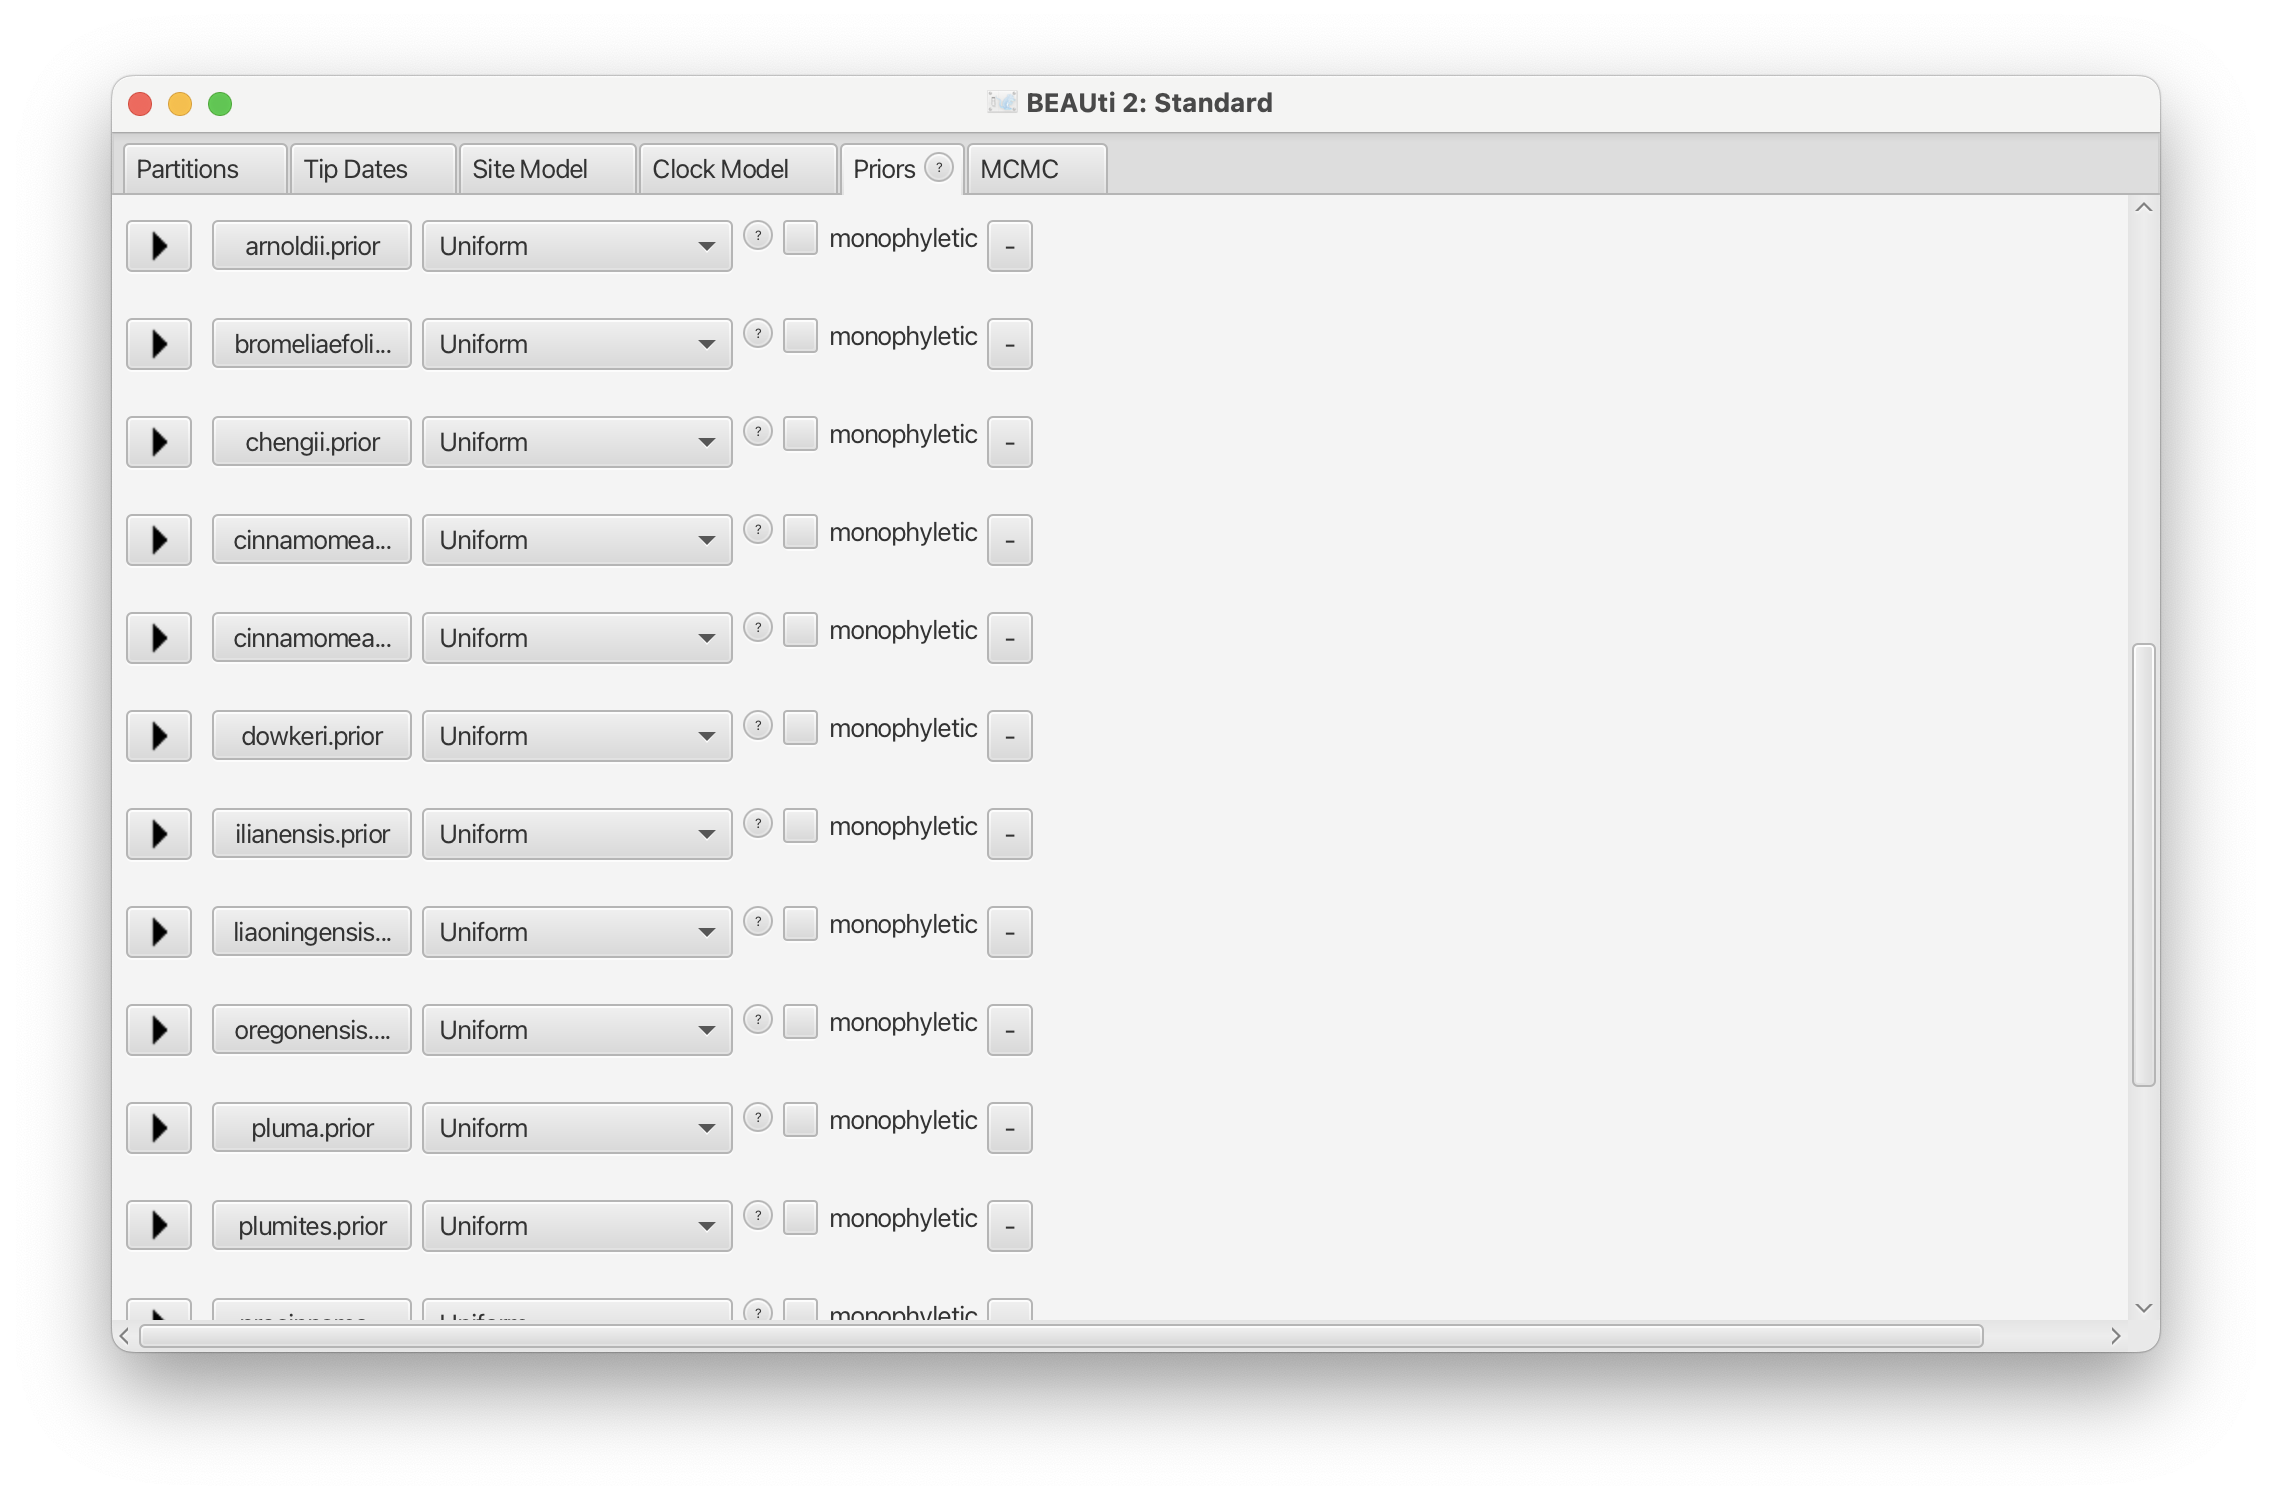 BEAUti 2: Standard
Partitions Tip Dates Site Model Clock Model Priors ? MCMC
arnoldii.prior Uniform ? monophyletic -
bromeliaefoli... Uniform ? monophyletic -
chengii.prior Uniform ? monophyletic -
cinnamomea... Uniform ? monophyletic -
cinnamomea... Uniform ? monophyletic -
dowkeri.prior Uniform ? monophyletic -
ilianensis.prior Uniform ? monophyletic -
liaoningensis... Uniform ? monophyletic -
oregonensis.... Uniform ? monophyletic -
pluma.prior Uniform ? monophyletic -
plumites.prior Uniform ? monophyletic -
Uniform ? monophyletic